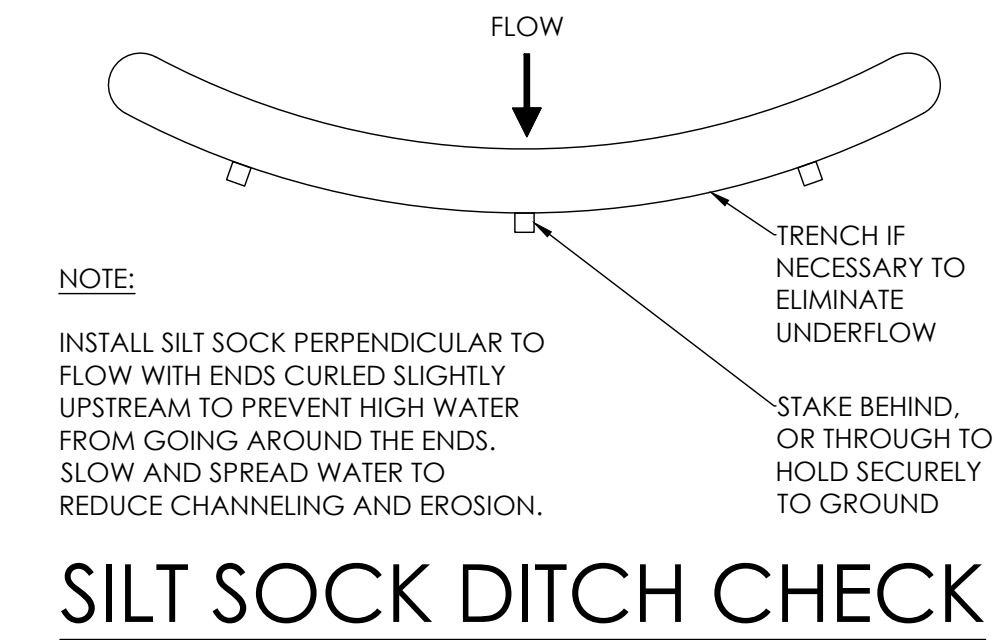 FLOW
TRENCH IF
NECESSARY TO
ELIMINATE
UNDERFLOW
NOTE:
INSTALL SILT SOCK PERPENDICULAR TO
FLOW WITH ENDS CURLED SLIGHTLY
UPSTREAM TO PREVENT HIGH WATER
FROM GOING AROUND THE ENDS.
SLOW AND SPREAD WATER TO
REDUCE CHANNELING AND EROSION.
STAKE BEHIND,
OR THROUGH TO
HOLD SECURELY
TO GROUND
SILT SOCK DITCH CHECK